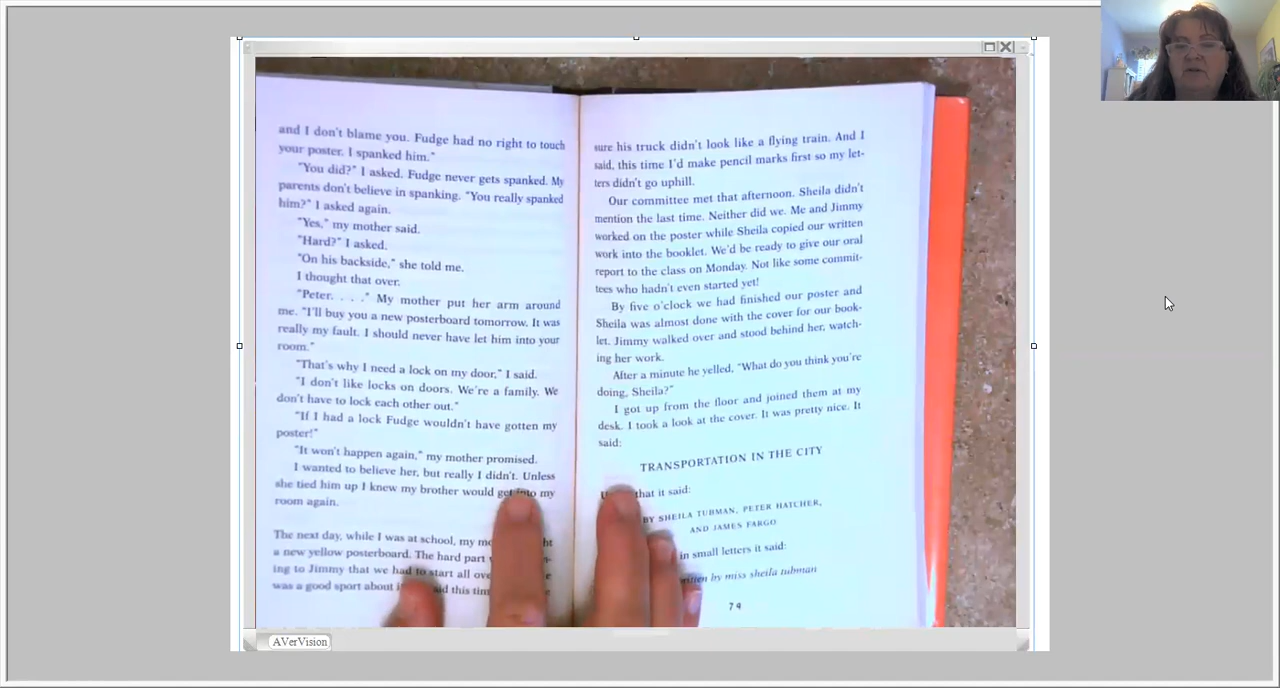 and I don't blame you. Fudge had no right to touch
your poster. I spanked him."
"You did?" I asked. Fudge never gets spanked. My
parents don't believe in spanking. "You really spanked
him?" I asked again.
"Yes," my mother said.
"Hard?" I asked.
"On his backside," she told me.
I thought that over.
"Peter. . . ." My mother put her arm around
me. "I'll buy you a new posterboard tomorrow. It was
really my fault. I should never have let him into your
room."
"That's why I need a lock on my door," I said.
"I don't like locks on doors. We're a family. We
don't have to lock each other out."
"If I had a lock Fudge wouldn't have gotten my
poster!"
"It won't happen again," my mother promised.
I wanted to believe her, but really I didn't. Unless
she tied him up I knew my brother would get into my
room again.
The next day, while I was at school, my
a new yellow posterboard. The hard part
ing to Jimmy that we had to start all
was a good sport about said this
sure his truck didn't look like a flying train. And I
said, this time I'd make pencil marks first so my let-
ters didn't go uphill.
Our committee met that afternoon. Sheila didn't
mention the last time. Neither did we. Me and Jimmy
worked on the poster while Sheila copied our written
work into the booklet. We'd be ready to give our oral
report to the class on Monday. Not like some commit-
tees who hadn't even started yet!
By five o'clock we had finished our poster and
Sheila was almost done with the cover for our book-
let. Jimmy walked over and stood behind her, watch-
ing her work.
After a minute he yelled, "What do you think you're
doing, Sheila?"
I got up from the floor and joined them at my
desk. I took a look at the cover. It was pretty nice. It
said:
TRANSPORTATION IN THE CITY
that it said:
BY SHEILA TUBMAN, PETER HATCHER,
AND JAMES FARGO
in small letters it said:
by miss sheila tubman
79
AVerVision